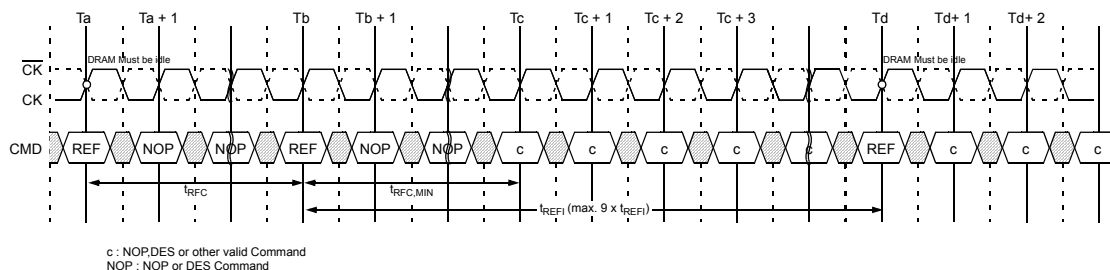 Ta Ta + 1 Tb Tb + 1 Tc Tc + 1 Tc + 2 Tc + 3 Td Td+ 1 Td+ 2
DRAM Must be idle DRAM Must be idle
CK
CK
CMD REF NOP NOP REF NOP NOP c c c c c REF c c c
tRFC tRFC,MIN
tREFI (max. 9 x tREFI)
c : NOP,DES or other valid Command
NOP : NOP or DES Command